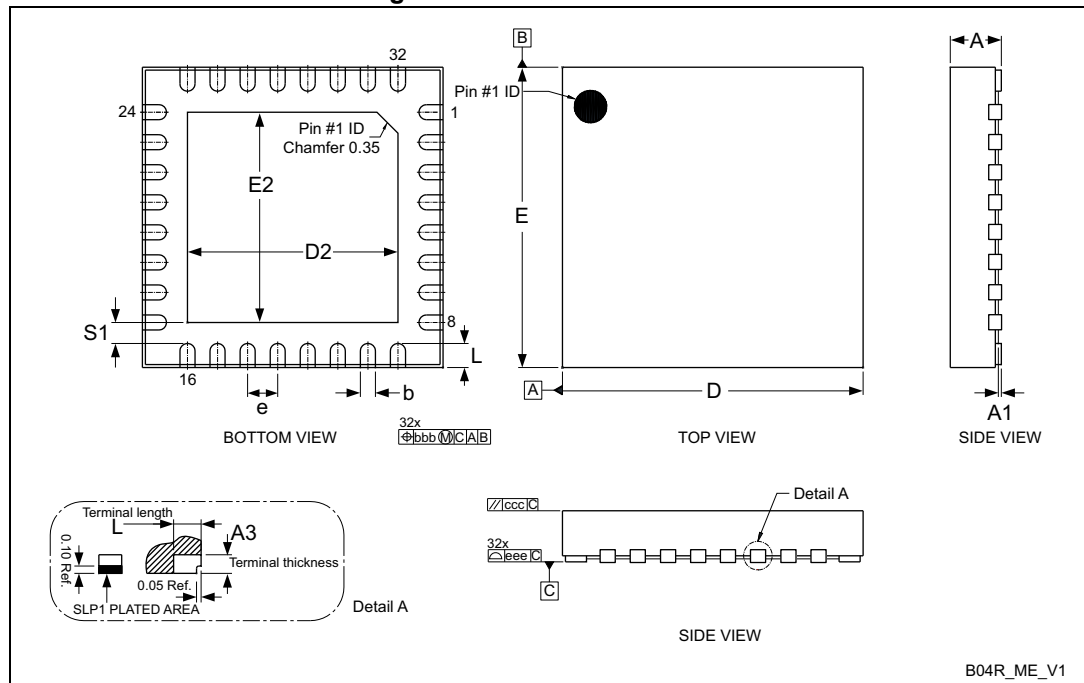 32
24
1
Pin #1 ID
Chamfer 0.35
E2
D2
S1
8
L
16
e
b
BOTTOM VIEW
32x
⌖ bbb Ⓜ C A B
B
Pin #1 ID
E
A
D
TOP VIEW
A
A1
SIDE VIEW
Terminal length
L
A3
0.10 Ref.
Terminal thickness
0.05 Ref.
SLP1 PLATED AREA
Detail A
// ccc C
32x
⌓ eee C
C
Detail A
SIDE VIEW
B04R_ME_V1